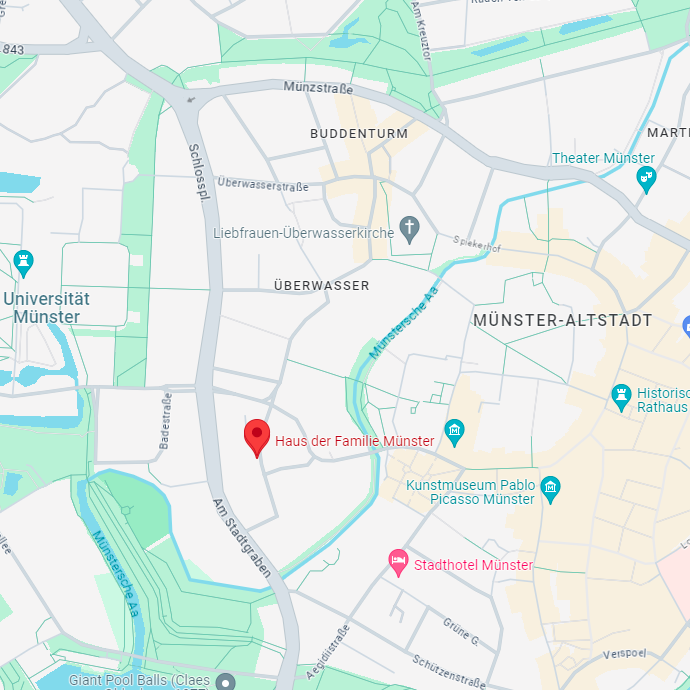 Am Kreuztor
843
Münzstraße
BUDDENTURM
MARTI
Schlosspl.
Theater Münster
Überwasserstraße
Liebfrauen-Überwasserkirche
Spiekerhof
ÜBERWASSER
Universität
Münster
Münstersche Aa
MÜNSTER-ALTSTADT
Historisc
Rathaus
Badestraße
Haus der Familie Münster
Kunstmuseum Pablo
Picasso Münster
Am Stadtgraben
Münstersche Aa
Stadthotel Münster
Grüne G.
Aegidiistraße
Schützenstraße
Verspoel
Giant Pool Balls (Claes